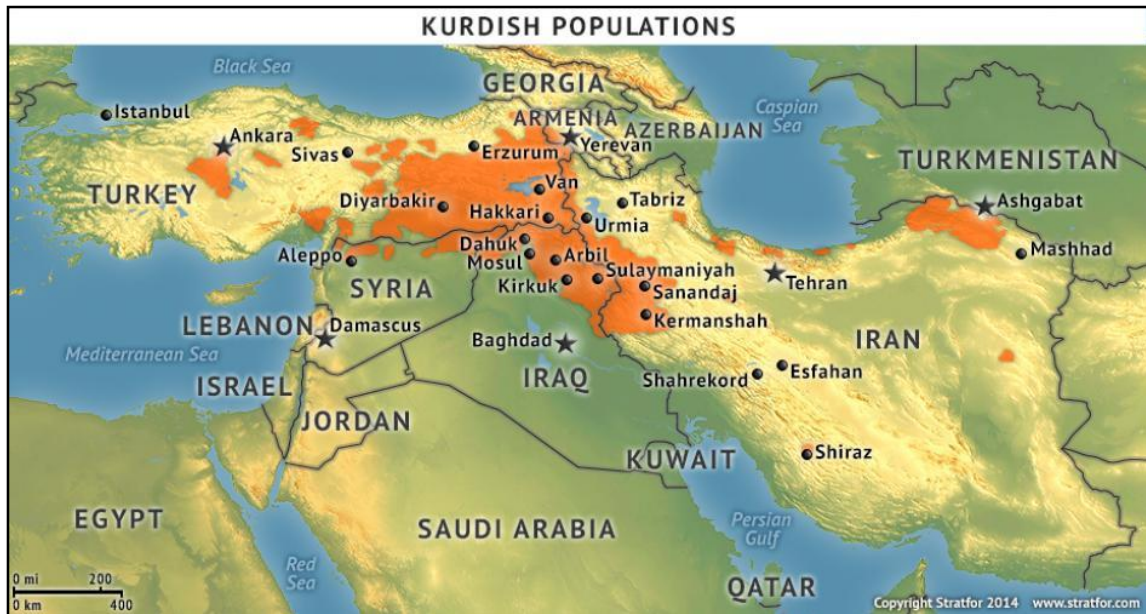 KURDISH POPULATIONS
Black Sea
GEORGIA
Caspian
Sea
Istanbul
ARMENIA
AZERBAIJAN
Ankara
Sivas
Erzurum
Yerevan
TURKMENISTAN
TURKEY
Van
Diyarbakir
Hakkari
Tabriz
Urmia
Ashgabat
Mashhad
Aleppo
Dahuk
Mosul
Arbil
Sulaymaniyah
Kirkuk
Sanandaj
Tehran
SYRIA
Kermanshah
LEBANON
Damascus
Mediterranean Sea
Baghdad
IRAN
ISRAEL
IRAQ
Shahrekord
Esfahan
JORDAN
KUWAIT
Shiraz
EGYPT
SAUDI ARABIA
Persian
Gulf
Red
Sea
QATAR
0 mi 200
0 km 400
Copyright Stratfor 2014 www.stratfor.com